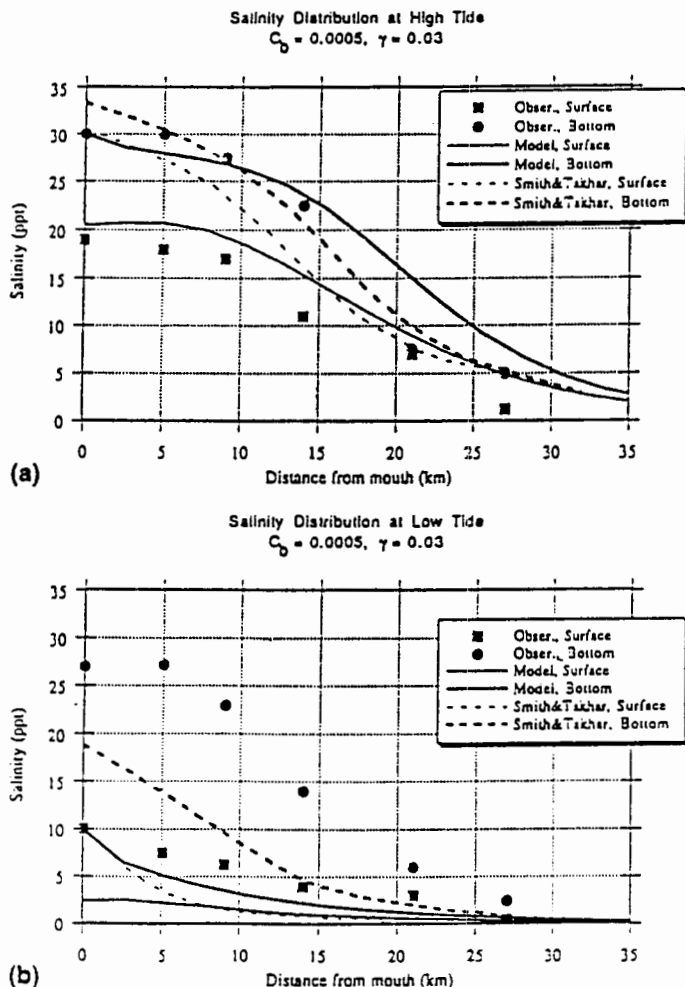 Salinity Distribution at High Tide
C_b = 0.0005, γ = 0.03
35
30
25
20
15
10
5
0
Salinity (ppt)
Obser., Surface
Obser., Bottom
Model, Surface
Model, Bottom
Smith&Takhar, Surface
Smith&Takhar, Bottom
0 5 10 15 20 25 30 35
Distance from mouth (km)
(a)
Salinity Distribution at Low Tide
C_b = 0.0005, γ = 0.03
35
30
25
20
15
10
5
0
Salinity (ppt)
Obser., Surface
Obser., Bottom
Model, Surface
Model, Bottom
Smith&Takhar, Surface
Smith&Takhar, Bottom
0 5 10 15 20 25 30 35
Distance from mouth (km)
(b)